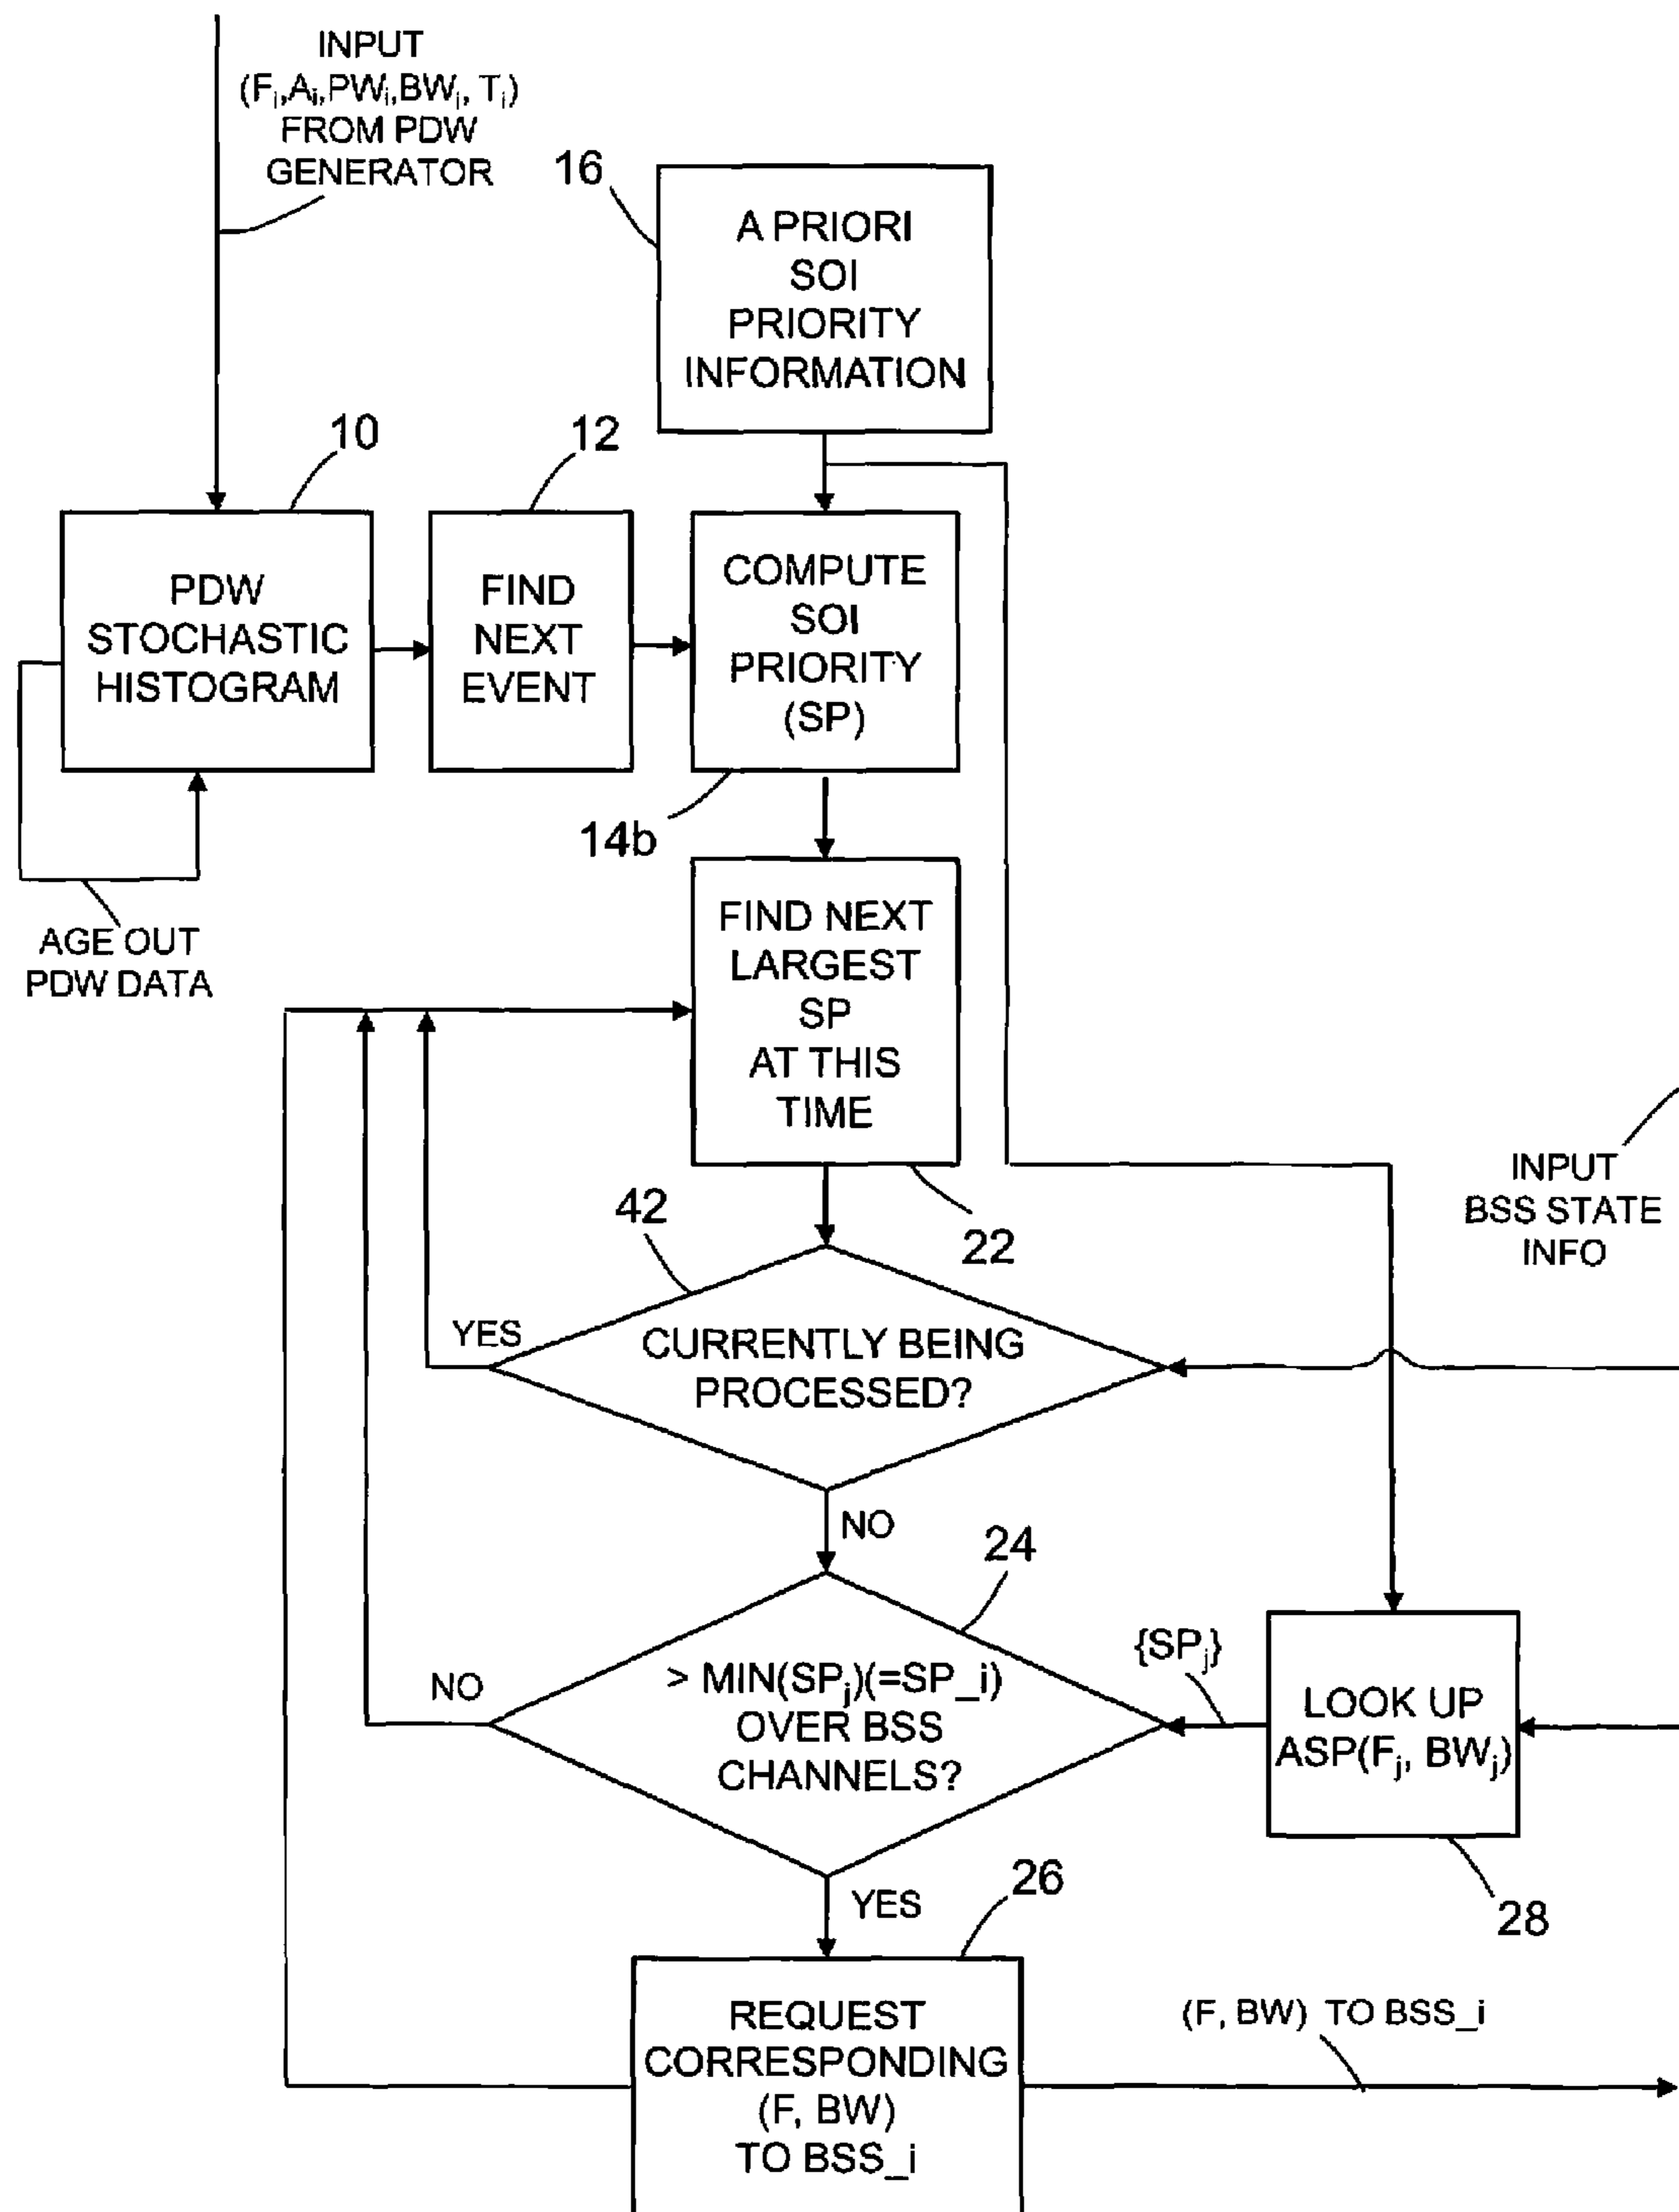 INPUT
(Fᵢ,Aᵢ,PWᵢ,BWᵢ, Tᵢ)
FROM PDW
GENERATOR
16
A PRIORI
SOI
PRIORITY
INFORMATION
10
12
PDW
STOCHASTIC
HISTOGRAM
FIND
NEXT
EVENT
COMPUTE
SOI
PRIORITY
(SP)
14b
AGE OUT
PDW DATA
FIND NEXT
LARGEST
SP
AT THIS
TIME
22
INPUT
BSS STATE
INFO
42
YES
CURRENTLY BEING
PROCESSED?
NO
24
NO
> MIN(SPⱼ)(=SP_i)
OVER BSS
CHANNELS?
{SPⱼ}
LOOK UP
ASP(Fⱼ, BWⱼ)
28
YES
26
REQUEST
CORRESPONDING
(F, BW)
TO BSS_i
(F, BW) TO BSS_i